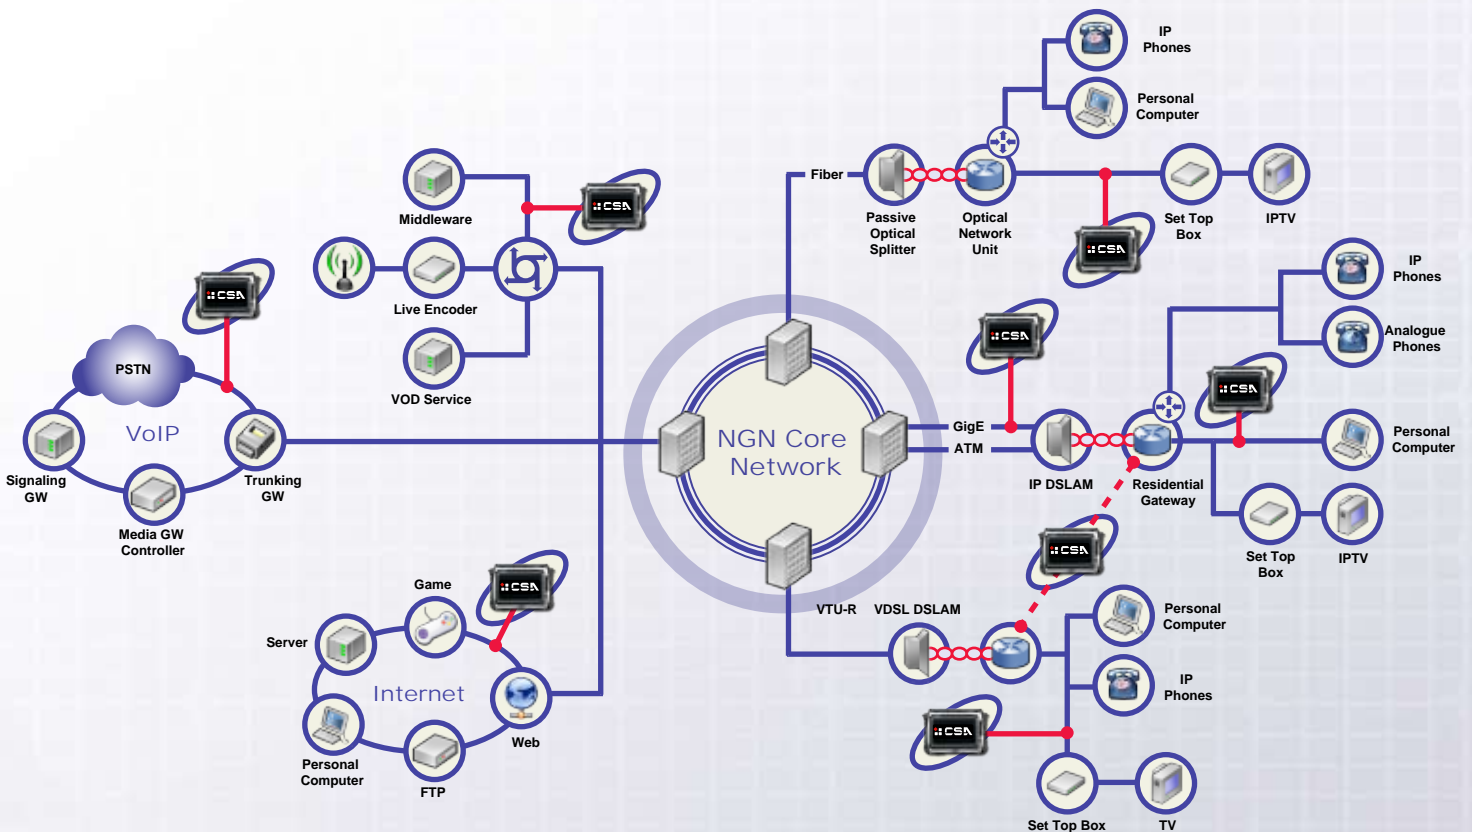 IP
Phones
Personal
Computer
Fiber
Passive
Optical
Splitter
Optical
Network
Unit
CSA
Set Top
Box
IPTV
Middleware
CSA
Live Encoder
VOD Service
CSA
PSTN
VoIP
Signaling
GW
Media GW
Controller
Trunking
GW
NGN Core
Network
CSA
GigE
ATM
IP DSLAM
Residential
Gateway
IP
Phones
Analogue
Phones
CSA
Personal
Computer
Set Top
Box
IPTV
CSA
Game
CSA
Server
Internet
Personal
Computer
FTP
Web
VTU-R
VDSL DSLAM
Personal
Computer
IP
Phones
CSA
Set Top Box
TV